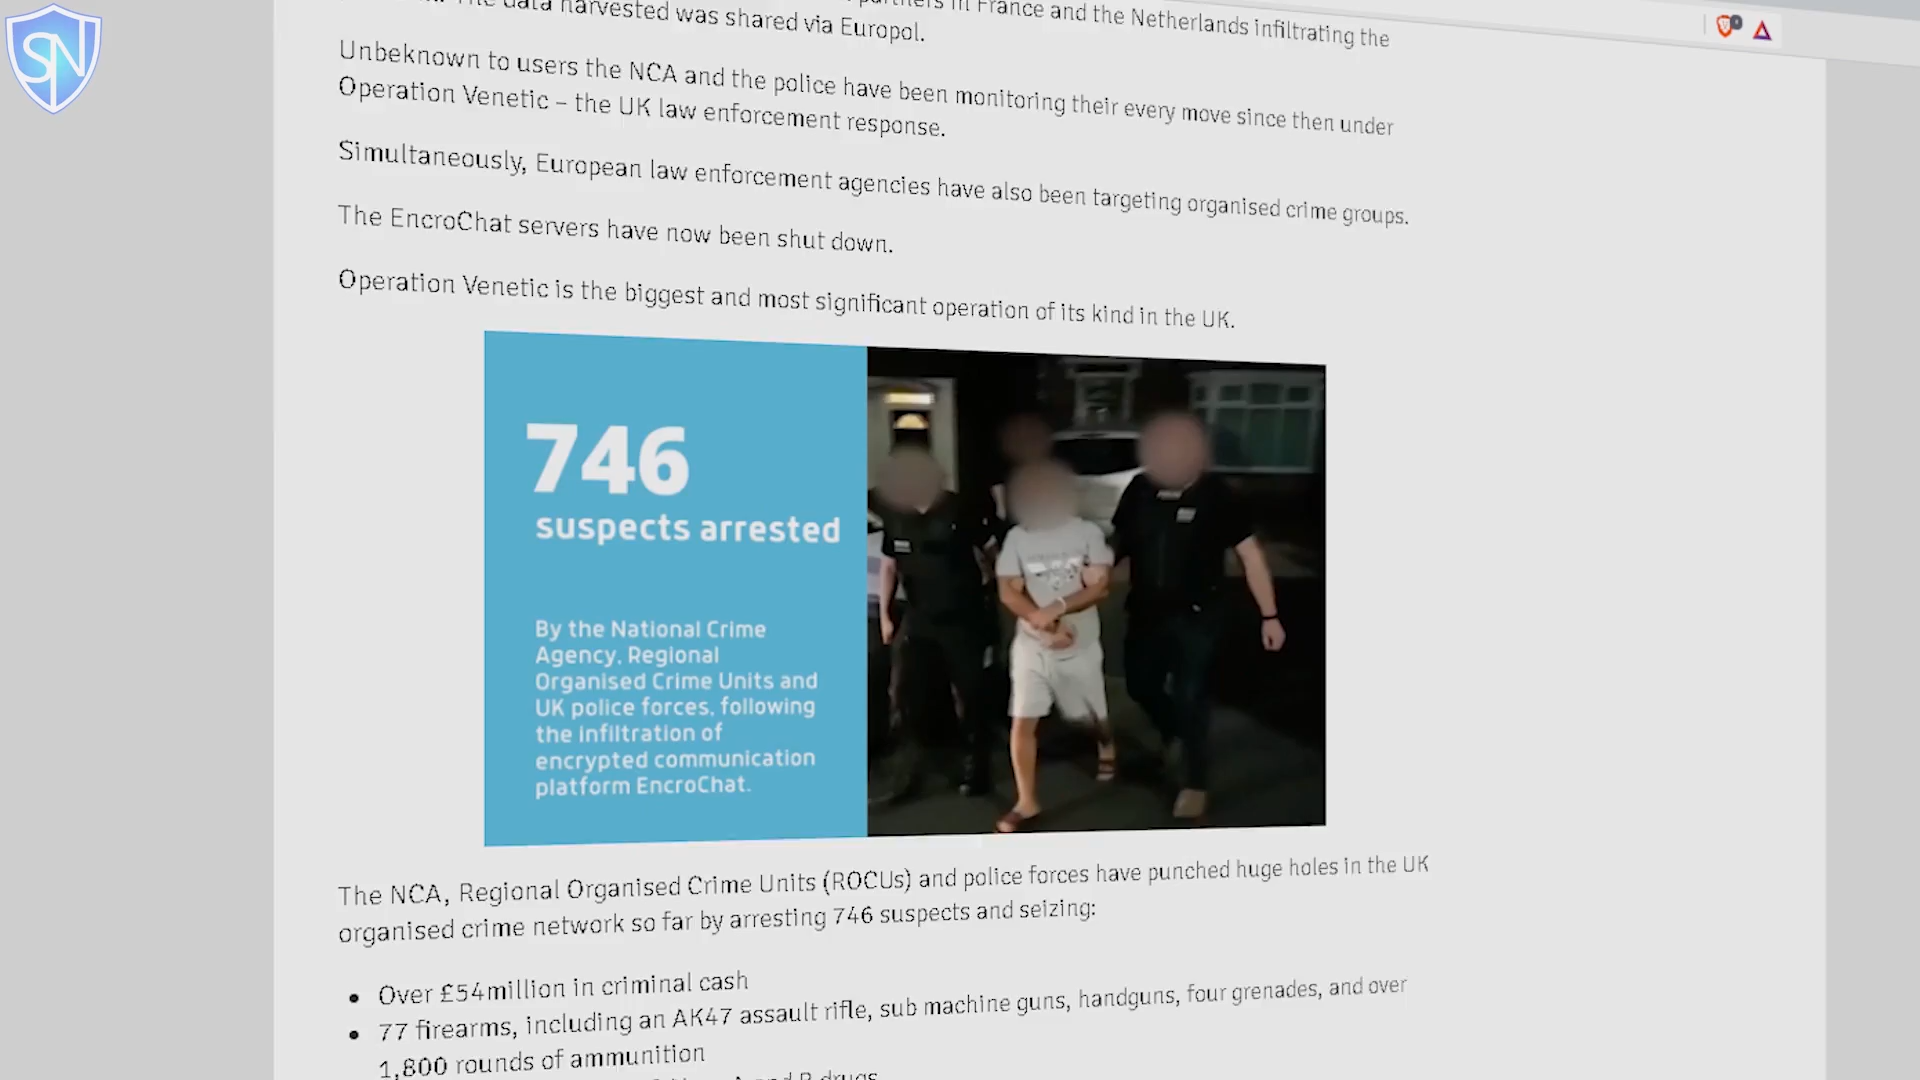 SN
France and the Netherlands infiltrating the
data harvested was shared via Europol.
Unbeknown to users the NCA and the police have been monitoring their every move since then under
Operation Venetic – the UK law enforcement response.
Simultaneously, European law enforcement agencies have also been targeting organised crime groups.
The EncroChat servers have now been shut down.
Operation Venetic is the biggest and most significant operation of its kind in the UK.
746
suspects arrested
By the National Crime
Agency, Regional
Organised Crime Units and
UK police forces, following
the infiltration of
encrypted communication
platform EncroChat.
The NCA, Regional Organised Crime Units (ROCUs) and police forces have punched huge holes in the UK
organised crime network so far by arresting 746 suspects and seizing:
• Over £54million in criminal cash
• 77 firearms, including an AK47 assault rifle, sub machine guns, handguns, four grenades, and over
1,800 rounds of ammunition